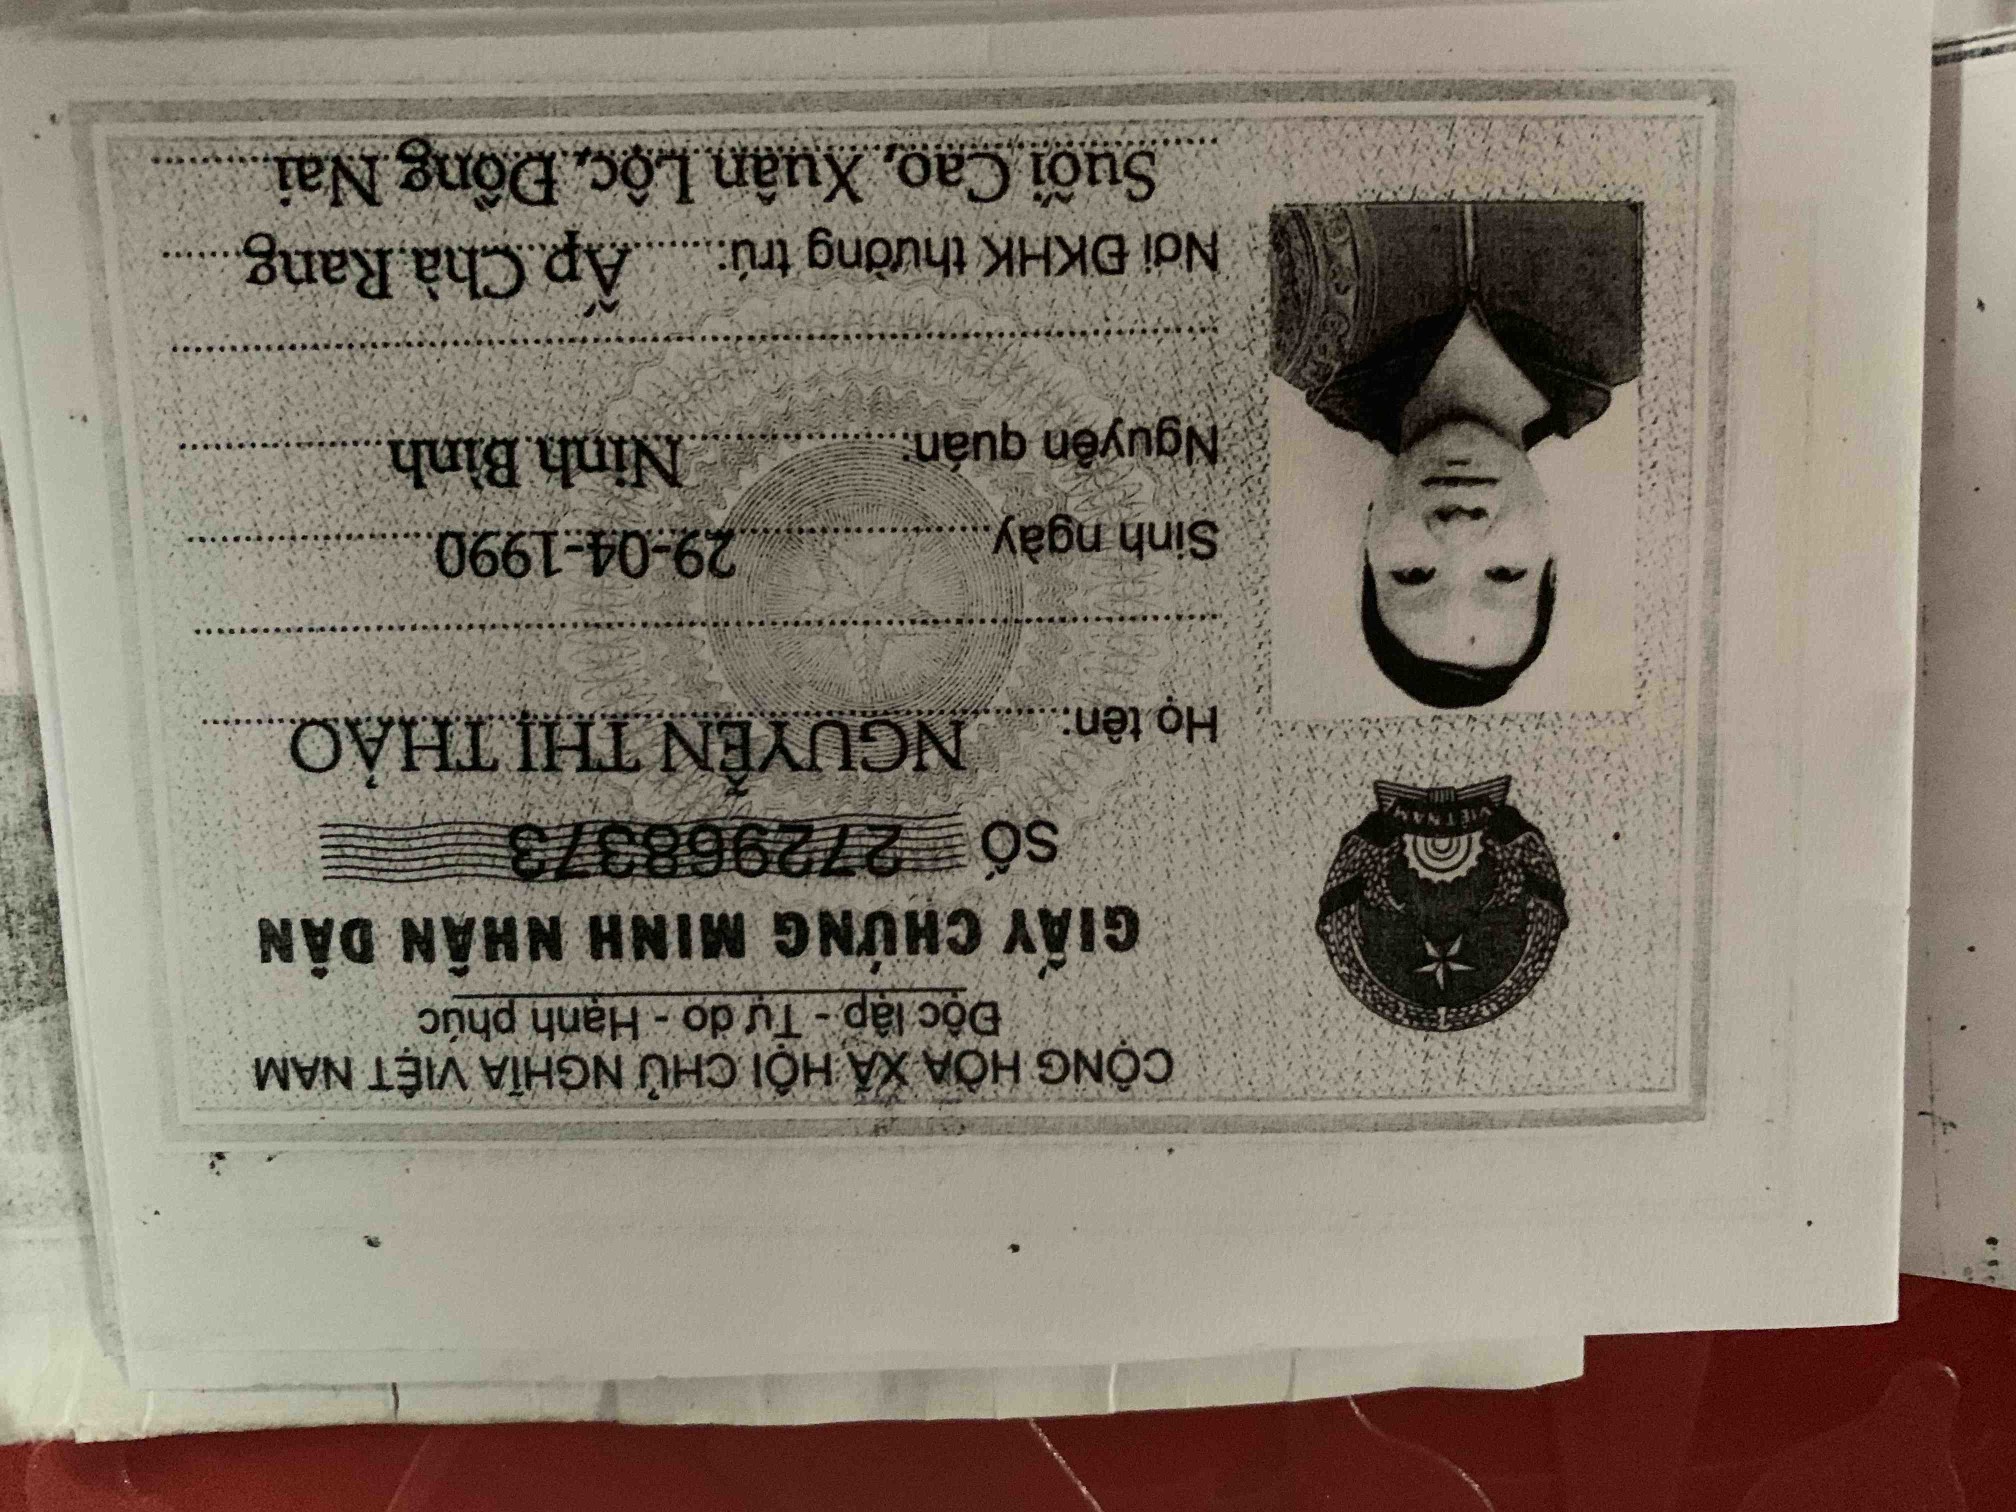 CỘNG HÒA XÃ HỘI CHỦ NGHĨA VIỆT NAM
Độc lập - Tự do - Hạnh phúc
GIẤY CHỨNG MINH NHÂN DÂN
SỐ 272968373
Họ tên: NGUYỄN THỊ THẢO
Sinh ngày 29-04-1990
Nguyên quán: Ninh Bình
Nơi ĐKHK thường trú: Ấp Chà Rang
Suối Cao, Xuân Lộc, Đồng Nai
VIỆT NAM